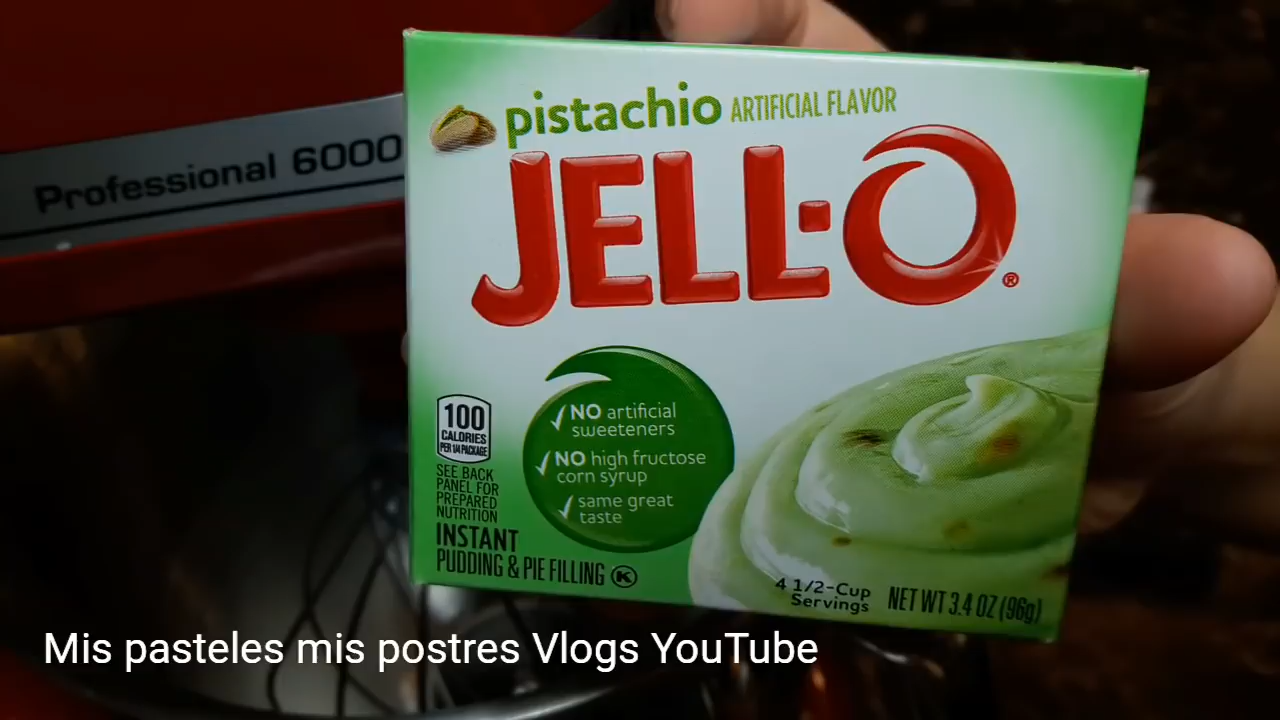 pistachio ARTIFICIAL FLAVOR
JELL-O®
Professional 6000
✓NO artificial
sweeteners
✓NO high fructose
corn syrup
✓same great
taste
100
CALORIES
PER 1/4 PACKAGE
SEE BACK
PANEL FOR
PREPARED
NUTRITION
INSTANT
PUDDING & PIE FILLING K
4 1/2-Cup
Servings
NET WT 3.4 OZ (96g)
Mis pasteles mis postres Vlogs YouTube